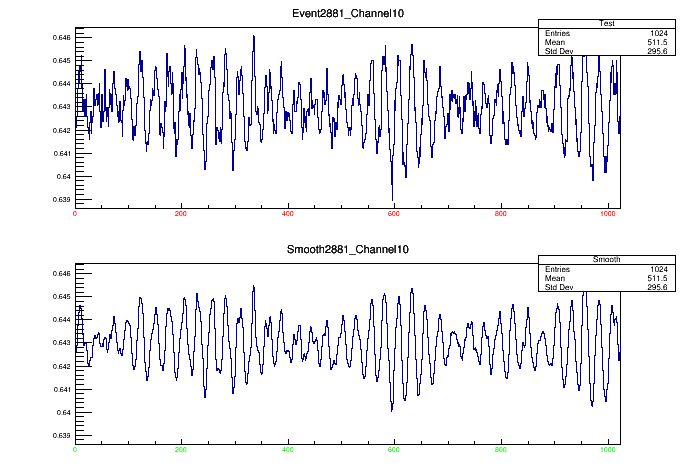 Event2881_Channel10
Test
Entries 1024
Mean 511.5
Std Dev 295.6
0.646
0.645
0.644
0.643
0.642
0.641
0.64
0.639
0 200 400 600 800 1000
Smooth2881_Channel10
Smooth
Entries 1024
Mean 511.5
Std Dev 295.6
0.646
0.645
0.644
0.643
0.642
0.641
0.64
0.639
0 200 400 600 800 1000